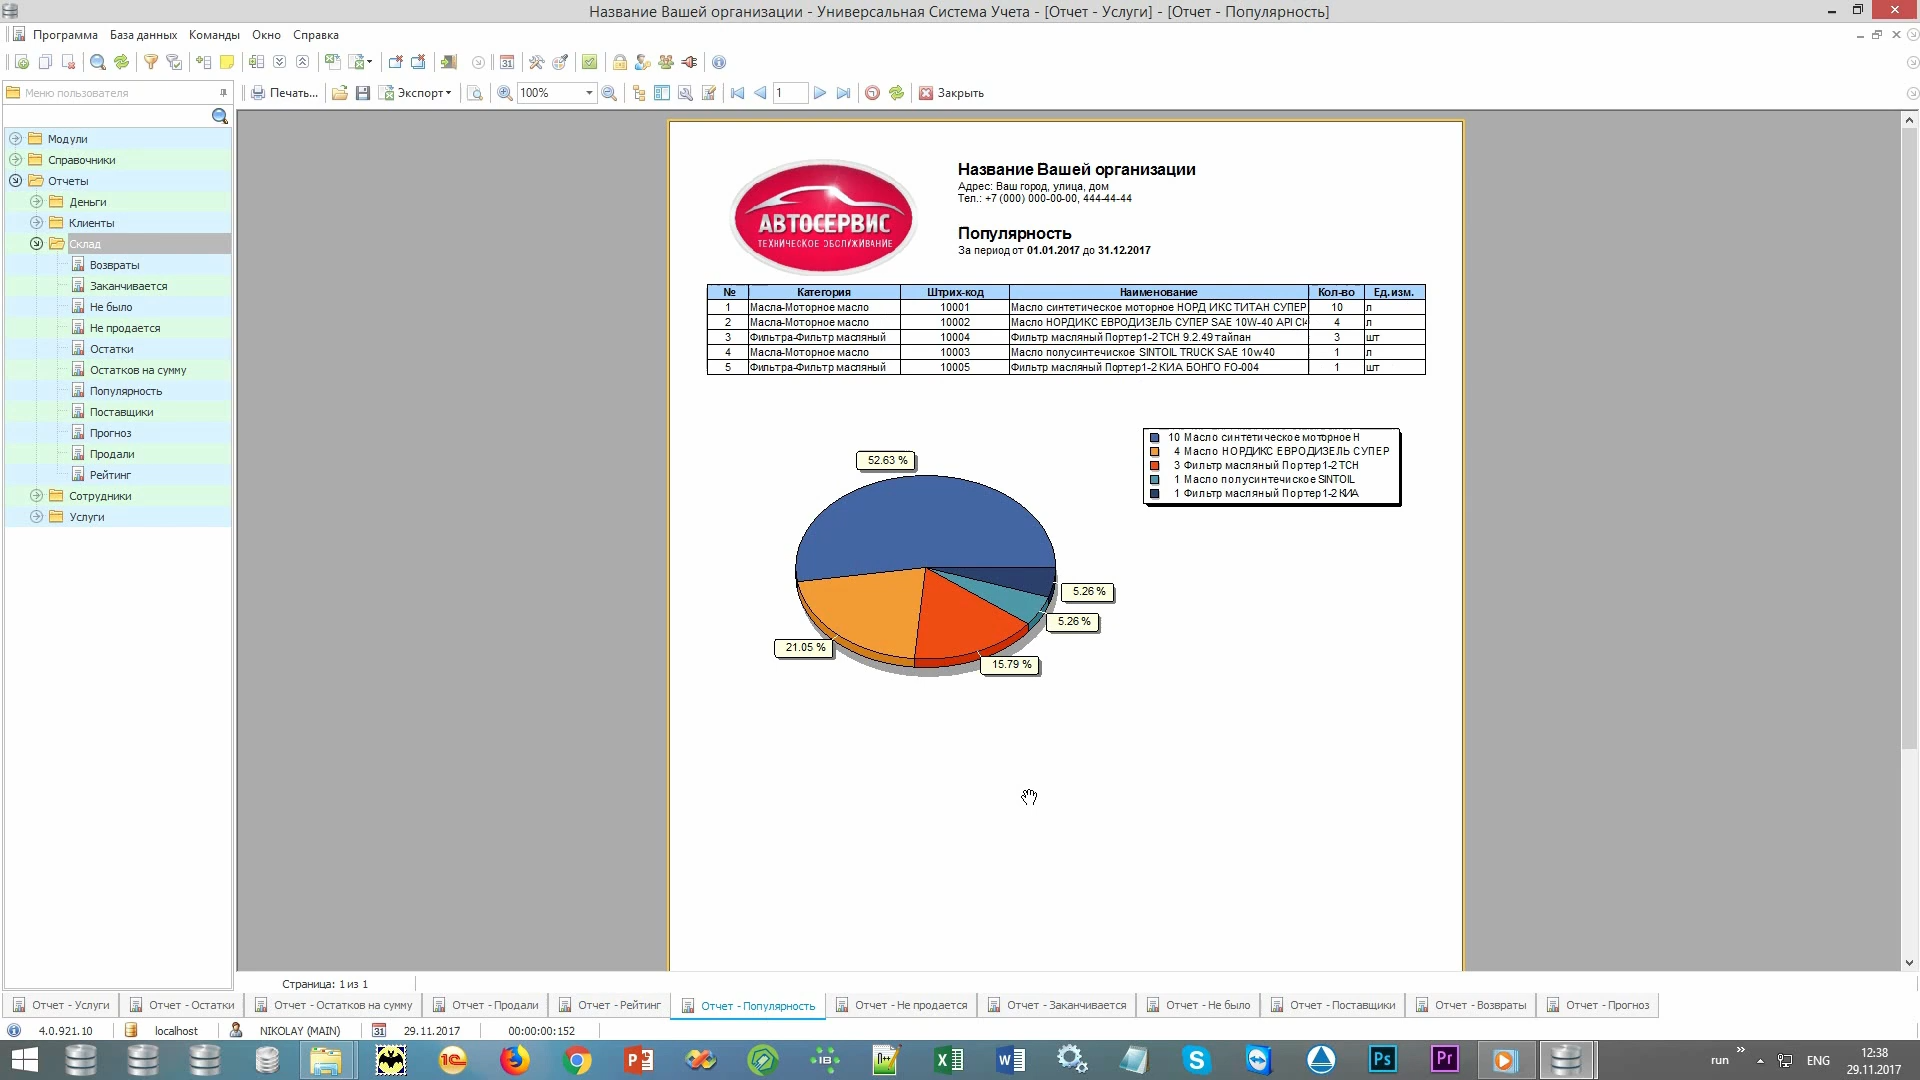 Название Вашей организации - Универсальная Система Учета - [Отчет - Услуги] - [Отчет - Популярность]
Программа База данных Команды Окно Справка
Меню пользователя
Печать... Экспорт 100% 1 Закрыть
Модули
Справочники
Отчеты
Деньги
Клиенты
Склад
Возвраты
Заканчивается
Не было
Не продается
Остатки
Остатков на сумму
Популярность
Поставщики
Прогноз
Продали
Рейтинг
Сотрудники
Услуги
АВТОСЕРВИС
ТЕХНИЧЕСКОЕ ОБСЛУЖИВАНИЕ
Название Вашей организации
Адрес: Ваш город, улица, дом
Тел.: +7 (000) 000-00-00, 444-44-44
Популярность
За период от 01.01.2017 до 31.12.2017
№ Категория Штрих-код Наименование Кол-во Ед.изм.
1 Масла-Моторное масло 10001 Масло синтетическое моторное НОРДИКС ТИТАН СУПЕР 10 л
2 Масла-Моторное масло 10002 Масло НОРДИКС ЕВРОДИЗЕЛЬ СУПЕР SAE 10W-40 API CI4 4 л
3 Фильтра-Фильтр масляный 10004 Фильтр масляный Портер1-2 ТСН 9.2.49 тайпан 3 шт
4 Масла-Моторное масло 10003 Масло полусинтечиское SINTOIL TRUCK SAE 10w40 1 л
5 Фильтра-Фильтр масляный 10005 Фильтр масляный Портер1-2 КИА БОНГО FO-004 1 шт
10 Масло синтетическое моторное Н
4 Масло НОРДИКС ЕВРОДИЗЕЛЬ СУПЕР
3 Фильтр масляный Портер1-2 ТСН
1 Масло полусинтечиское SINTOIL
1 Фильтр масляный Портер1-2 КИА
52.63 %
5.26 %
5.26 %
21.05 %
15.79 %
Страница: 1 из 1
Отчет - Услуги Отчет - Остатки Отчет - Остатков на сумму Отчет - Продали Отчет - Рейтинг Отчет - Популярность Отчет - Не продается Отчет - Заканчивается Отчет - Не было Отчет - Поставщики Отчет - Возвраты Отчет - Прогноз
4.0.921.10 localhost NIKOLAY (MAIN) 29.11.2017 00:00:00:152
run ENG 12:38
29.11.2017